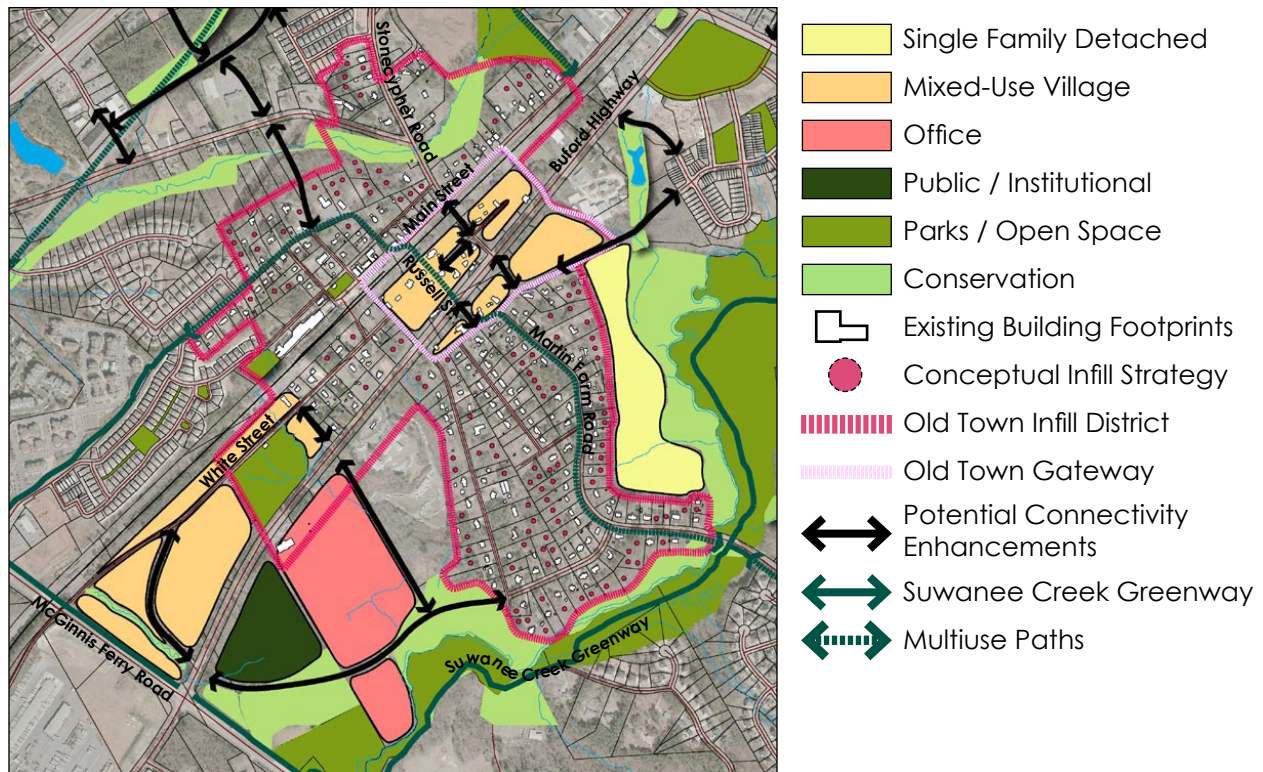 Stonecypher Road
Buford Highway
Main Street
Russell St.
Martin Farm Road
White Street
McGinnis Ferry Road
Suwanee Creek Greenway
Single Family Detached
Mixed-Use Village
Office
Public / Institutional
Parks / Open Space
Conservation
Existing Building Footprints
Conceptual Infill Strategy
Old Town Infill District
Old Town Gateway
Potential Connectivity
Enhancements
Suwanee Creek Greenway
Multiuse Paths